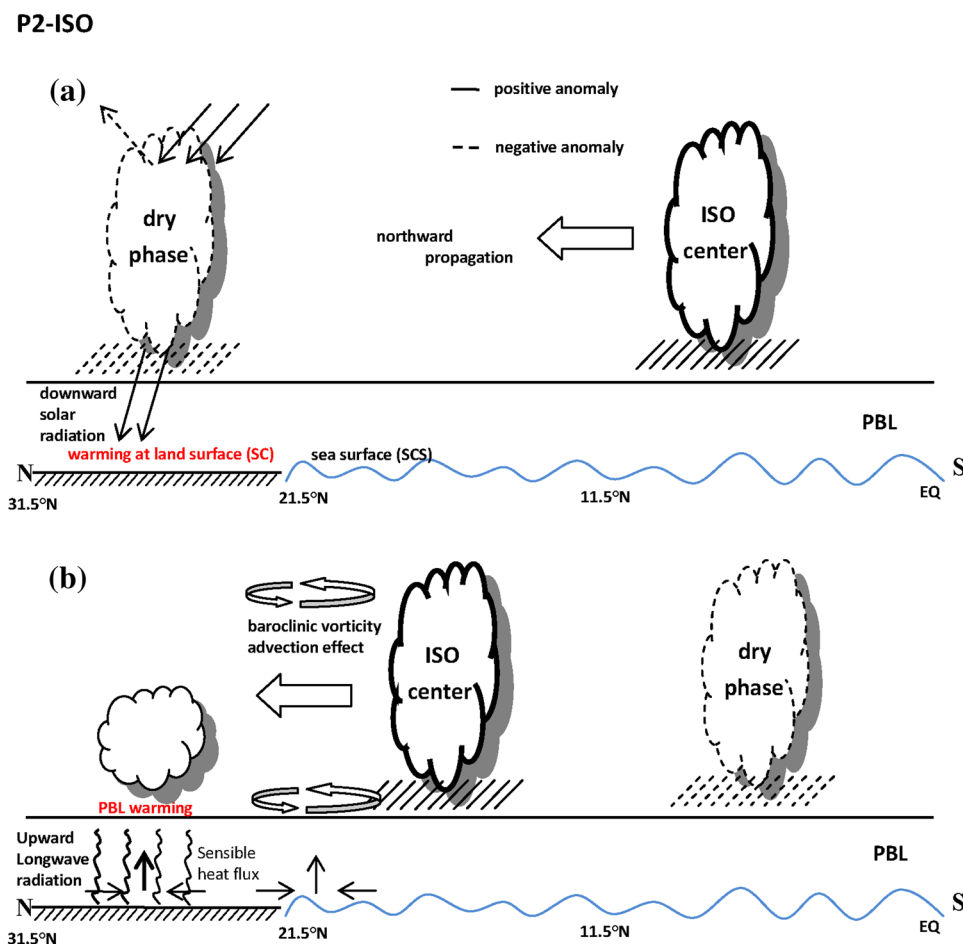 P2-ISO
(a)
positive anomaly
negative anomaly
dry
phase
ISO
center
northward
propagation
downward
solar
radiation
PBL
warming at land surface (SC)
sea surface (SCS)
N
S
31.5°N
21.5°N
11.5°N
EQ
(b)
baroclinic vorticity
advection effect
ISO
center
dry
phase
PBL warming
Upward
Longwave
radiation
Sensible
heat flux
PBL
N
S
31.5°N
21.5°N
11.5°N
EQ